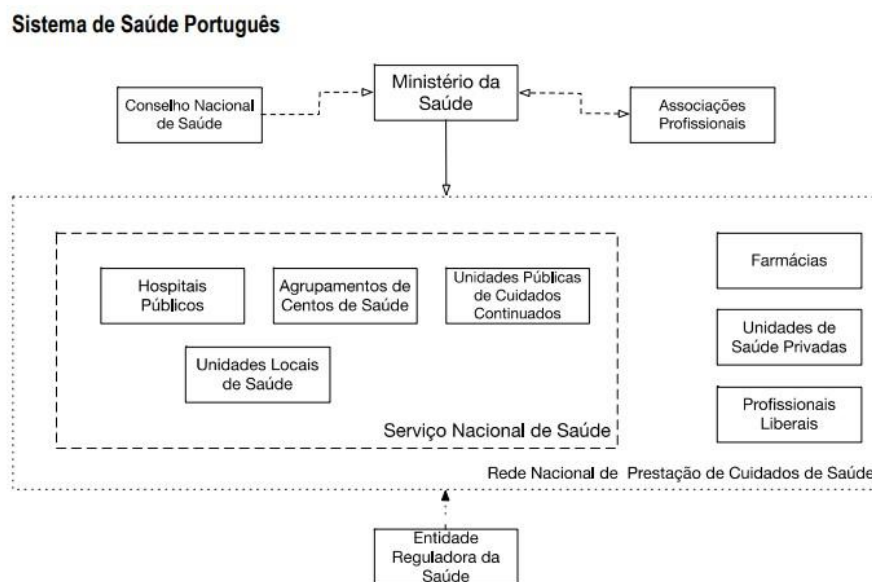 Sistema de Saúde Português
Ministério da
Saúde
Conselho Nacional
de Saúde
Associações
Profissionais
Hospitais
Públicos
Agrupamentos de
Centos de Saúde
Unidades Públicas
de Cuidados
Continuados
Unidades Locais
de Saúde
Serviço Nacional de Saúde
Farmácias
Unidades de
Saúde Privadas
Profissionais
Liberais
Rede Nacional de Prestação de Cuidados de Saúde
Entidade
Reguladora da
Saúde